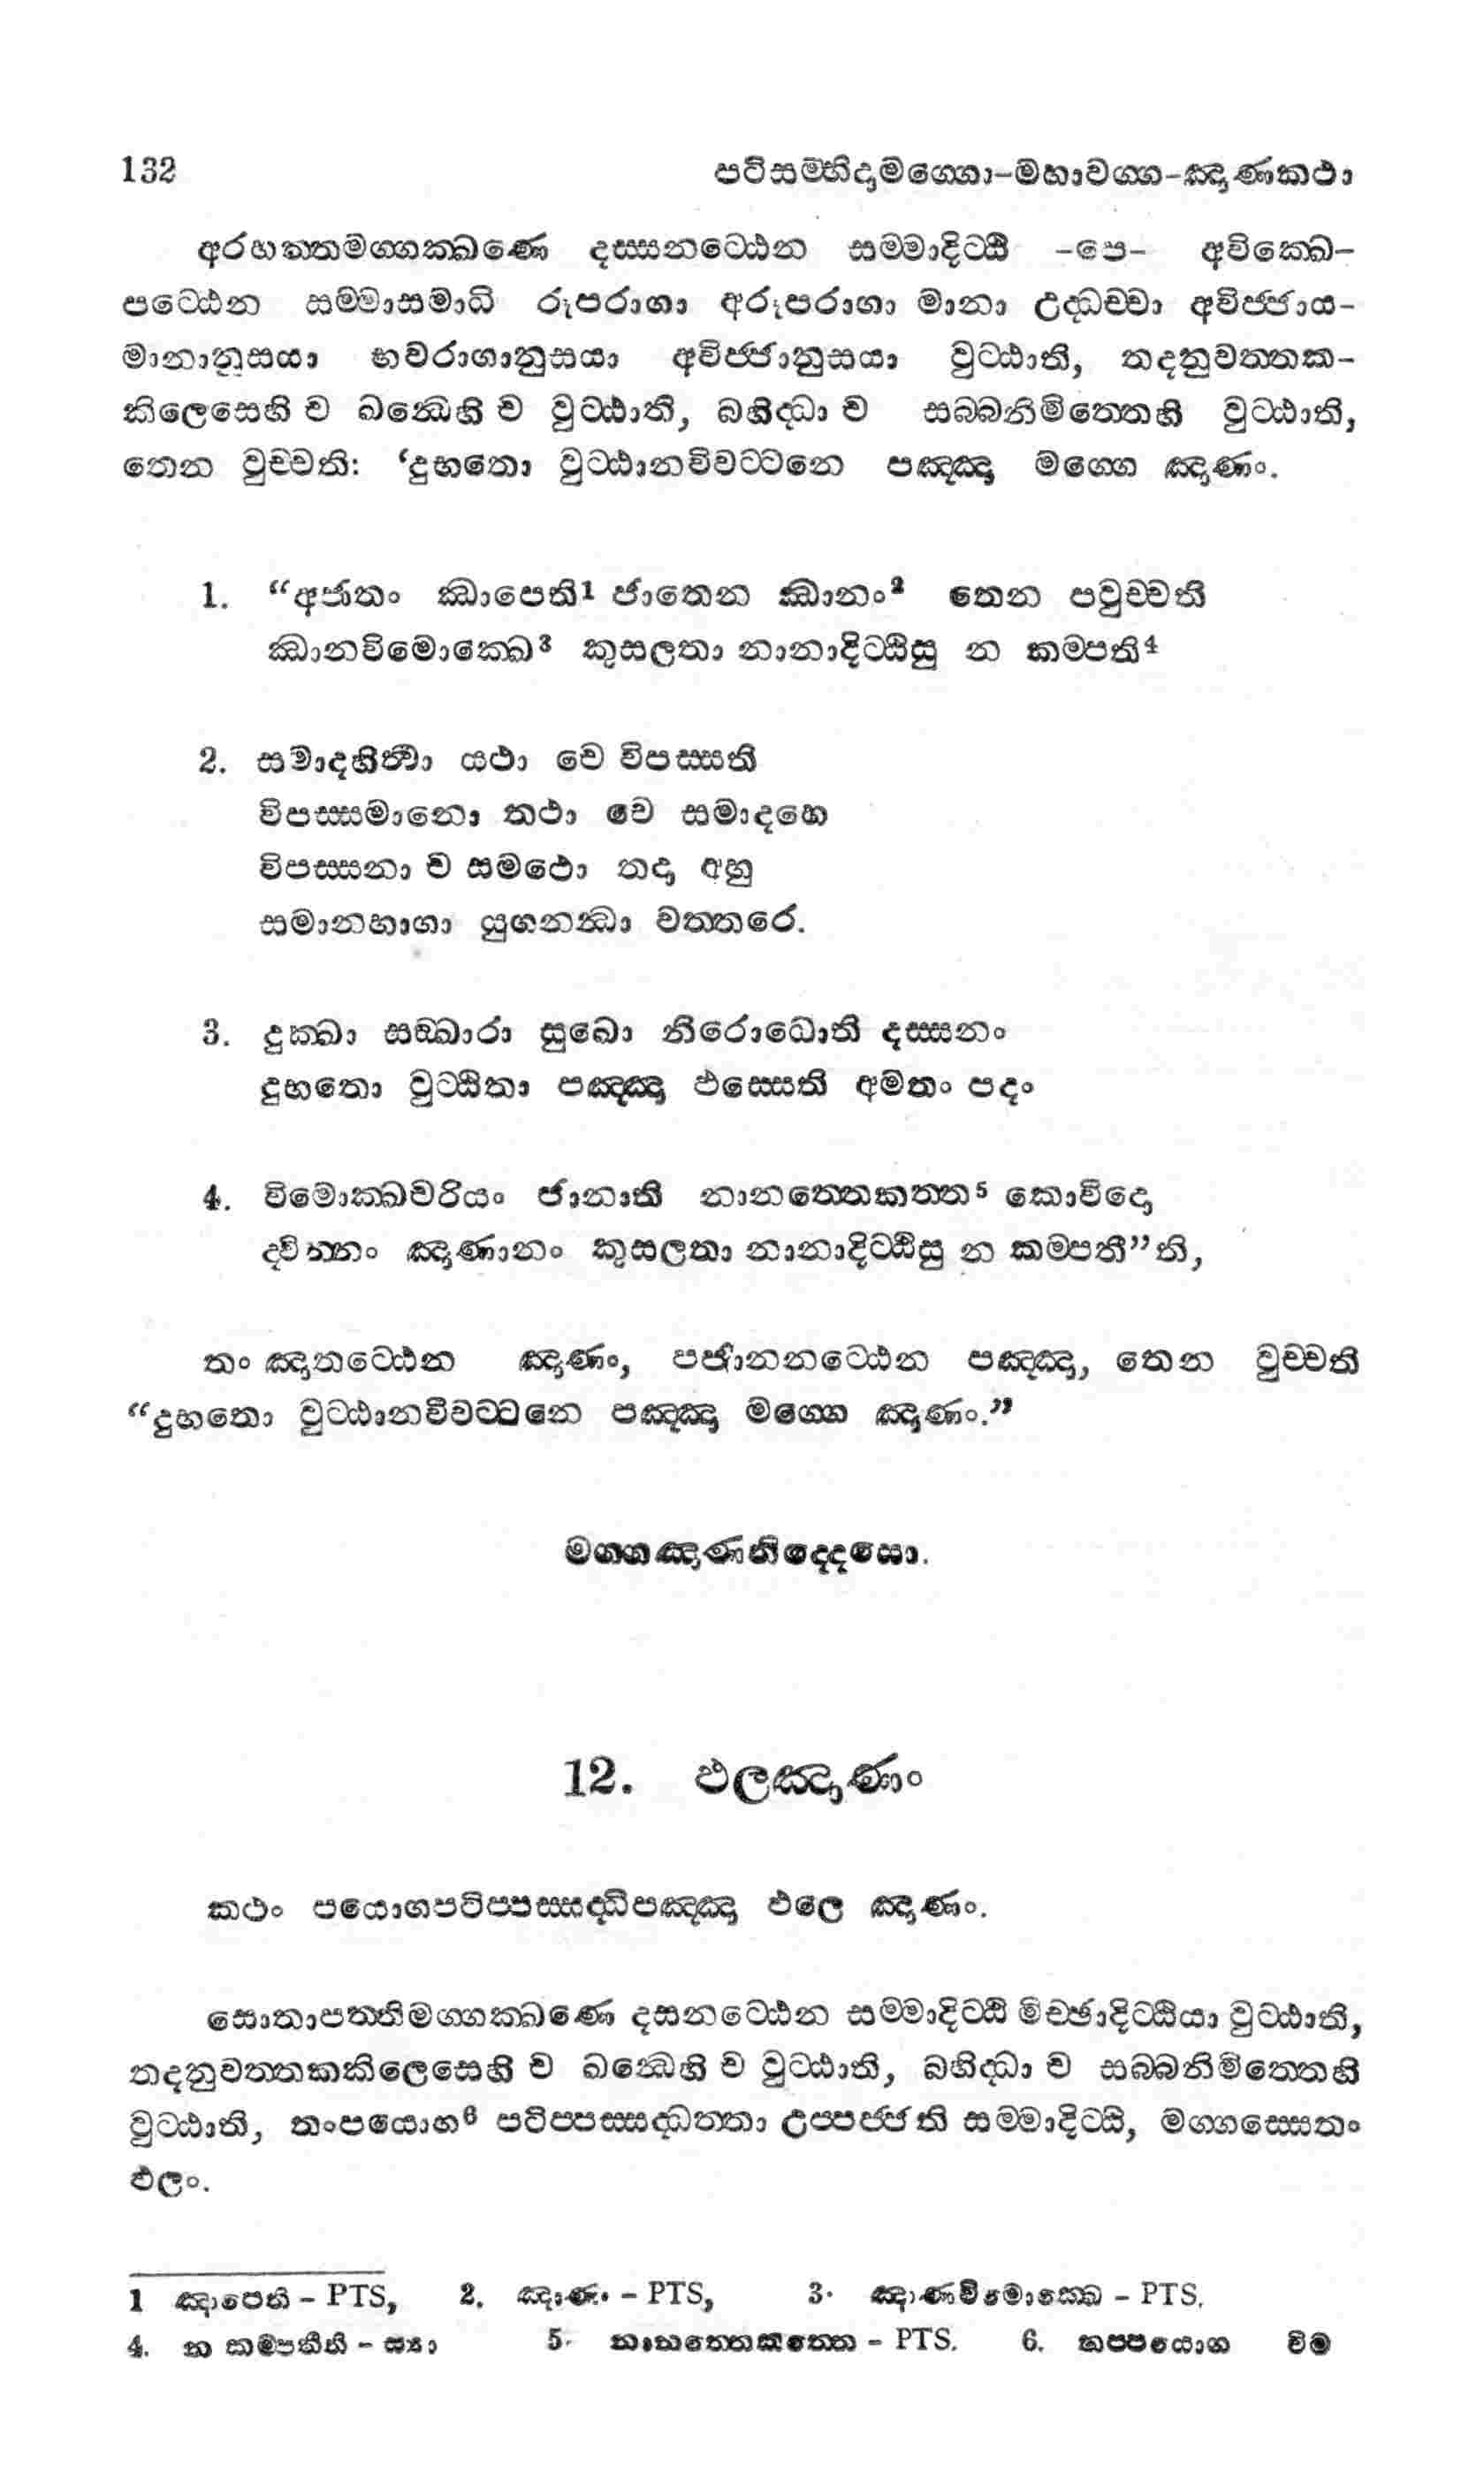 132 පටිසම්භිදාමග්ගො-මහාවග්ග-ඤාණකථා
අරහත්තමග්ගක්ඛණෙ දස්සනට්ඨෙන සම්මාදිට්ඨි -පෙ- අවික්ඛෙ-
පට්ඨෙන සම්මාසමාධි රූපරාගා අරූපරාගා මානා උද්ධච්චා අවිජ්ජාය-
මානානුසයා භවරාගානුසයා අවිජ්ජානුසයා වුට්ඨාති, තදනුවත්තක-
කිලෙසෙහි ච ඛන්ධෙහි ච වුට්ඨාති, බහිද්ධා ච සබ්බනිමිත්තෙහි වුට්ඨාති,
තෙන වුච්චති: ‘දුභතො වුට්ඨානවිවට්ටනෙ පඤ්ඤා මග්ගෙ ඤාණං.
1. “අජාතං ඣාපෙති1 ජාතෙන ඣානං2 තෙන පවුච්චති
ඣානවිමොක්ඛෙ3 කුසලතා නානාදිට්ඨිසු න කම්පති4
2. සමාදහිත්වා යථා චෙ විපස්සති
විපස්සමානො තථා චෙ සමාදහෙ
විපස්සනා ච සමථො තදා අහු
සමානභාගා යුගනද්ධා වත්තරෙ.
3. දුක්ඛා සඞ්ඛාරා සුඛො නිරොධොති දස්සනං
දුභතො වුට්ඨිතා පඤ්ඤා ඵස්සෙති අමතං පදං
4. විමොක්ඛචරියං ජානාති නානත්තෙකත්ත5 කොවිදො
ද්වින්නං ඤාණානං කුසලතා නානාදිට්ඨිසු න කම්පතී”ති,
තං ඤාතට්ඨෙන ඤාණං, පජානනට්ඨෙන පඤ්ඤා, තෙන වුච්චති
“දුභතො වුට්ඨානවිවට්ටනෙ පඤ්ඤා මග්ගෙ ඤාණං.”
මග්ගඤාණනිද්දෙසො.
12. ඵලඤාණං
කථං පයොගපටිප්පස්සද්ධිපඤ්ඤා ඵලෙ ඤාණං.
සොතාපත්තිමග්ගක්ඛණෙ දසනට්ඨෙන සම්මාදිට්ඨි මිච්ඡාදිට්ඨියා වුට්ඨාති,
තදනුවත්තකකිලෙසෙහි ච ඛන්ධෙහි ච වුට්ඨාති, බහිද්ධා ච සබ්බනිමිත්තෙහි
වුට්ඨාති, තංපයොග6 පටිප්පස්සද්ධත්තා උප්පජ්ජති සම්මාදිට්ඨි, මග්ගස්සෙතං
ඵලං.
1 ඤාපෙති – PTS, 2. ඤාණං – PTS, 3. ඤාණවිමොක්ඛෙ – PTS.
4. න කම්පතීති – ස්‍යා 5. නානත්තෙකත්තෙ – PTS. 6. තප්පයොග විම